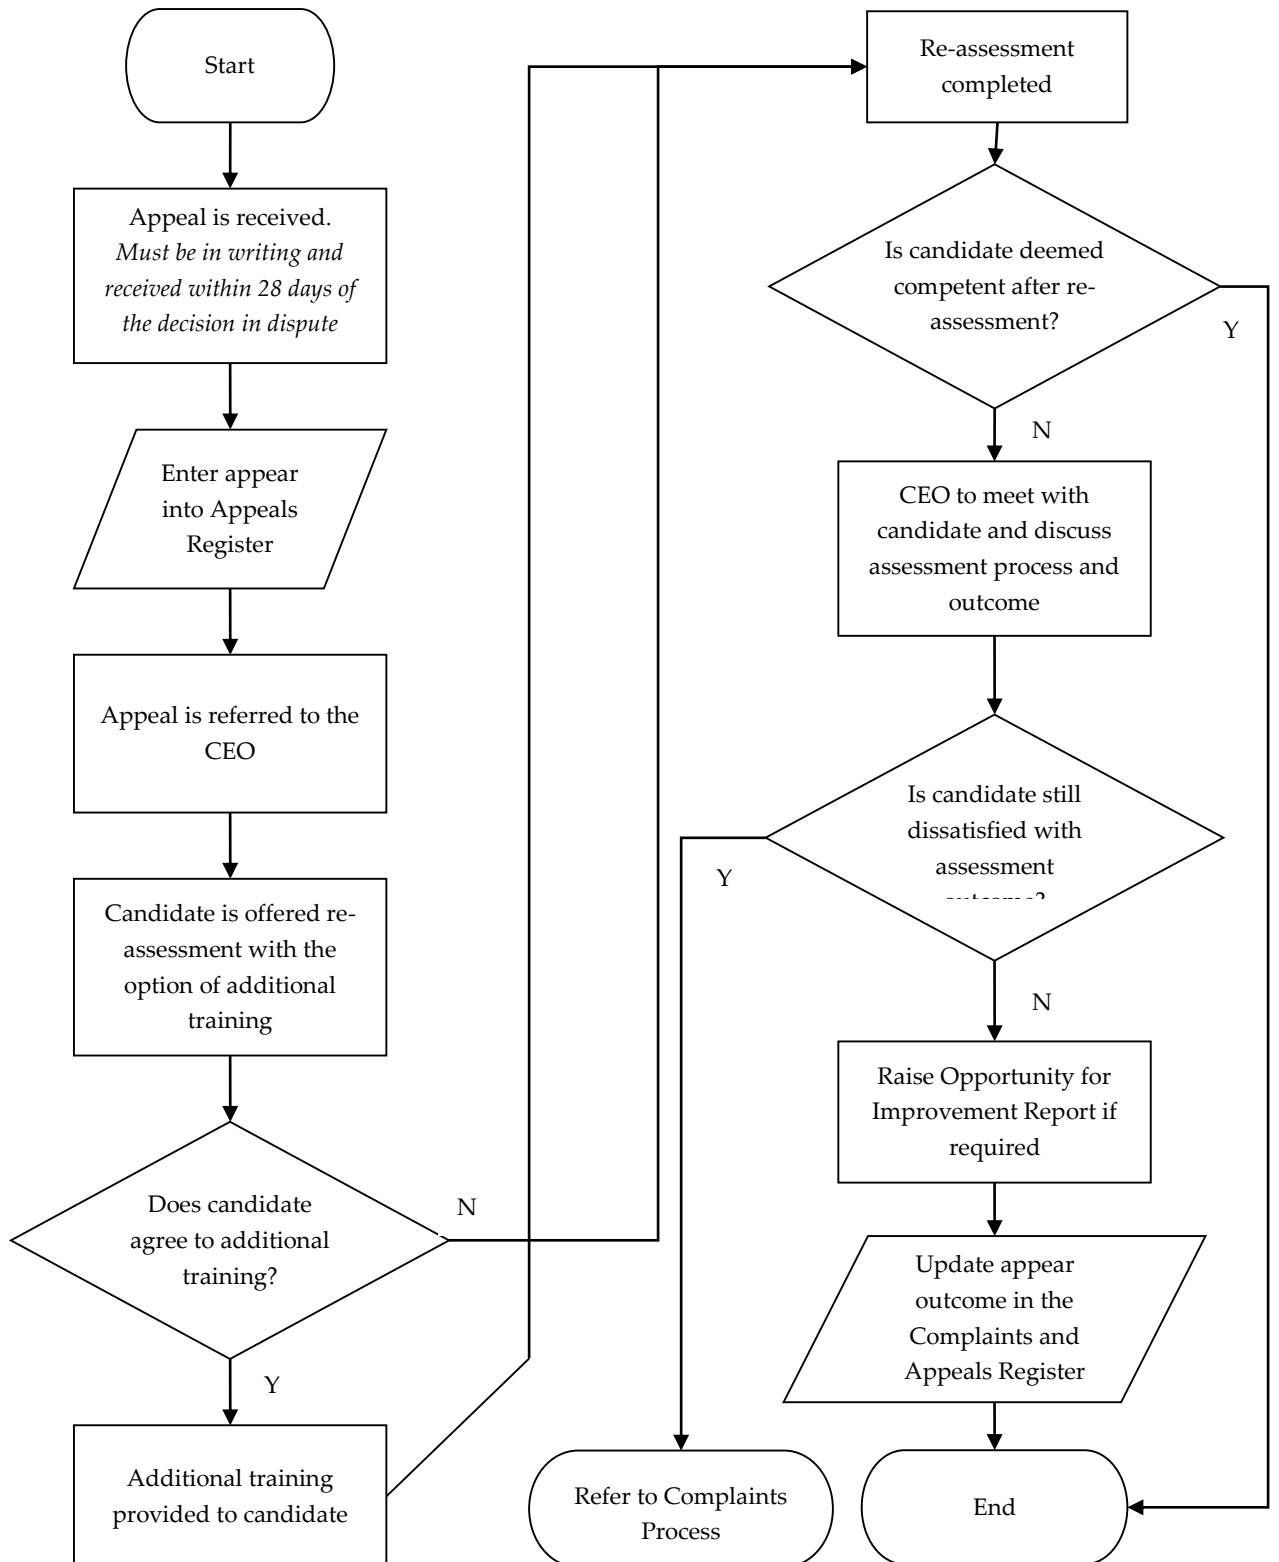 Start
Appeal is received.
Must be in writing and
received within 28 days of
the decision in dispute
Enter appear
into Appeals
Register
Appeal is referred to the
CEO
Candidate is offered re-
assessment with the
option of additional
training
Does candidate
agree to additional
training?
N
Y
Additional training
provided to candidate
Re-assessment
completed
Is candidate deemed
competent after re-
assessment?
Y
N
CEO to meet with
candidate and discuss
assessment process and
outcome
Is candidate still
dissatisfied with
assessment
outcome?
Y
N
Raise Opportunity for
Improvement Report if
required
Update appear
outcome in the
Complaints and
Appeals Register
Refer to Complaints
Process
End